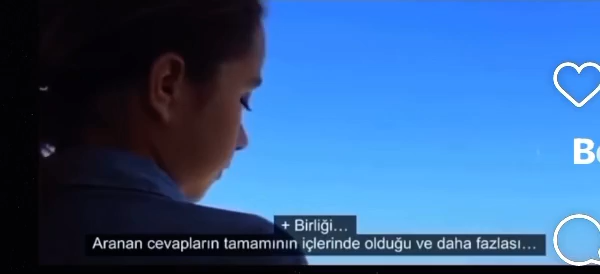 + Birliği...
Aranan cevapların tamamının içlerinde olduğu ve daha fazlası...